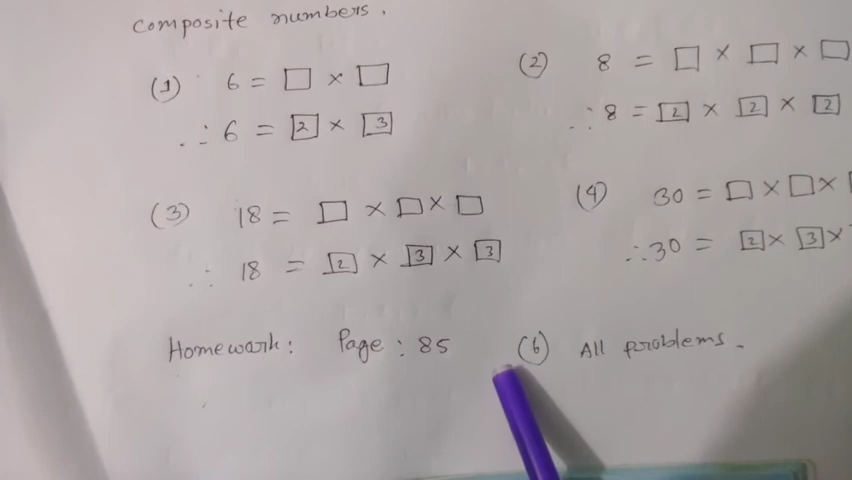 composite numbers.
(1) 6 = □ × □
∴ 6 = 2 × 3
(2) 8 = □ × □ × □
∴ 8 = 2 × 2 × 2
(3) 18 = □ × □ × □
∴ 18 = 2 × 3 × 3
(4) 30 = □ × □ ×
∴ 30 = 2 × 3 ×
Homework: Page: 85 (6) All problems.